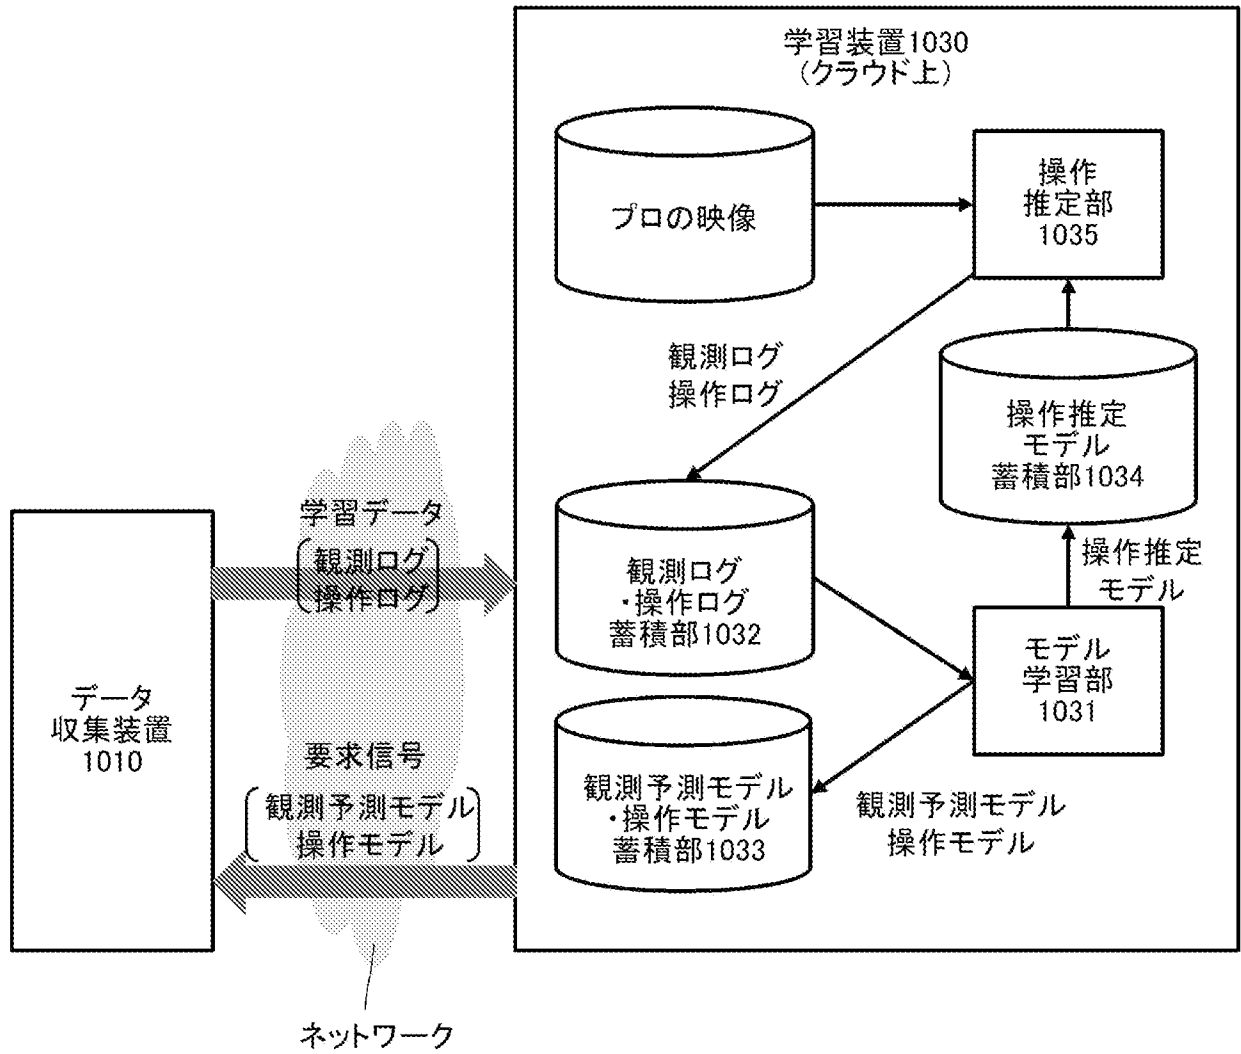 学習装置1030
(クラウド上)
プロの映像
操作
推定部
1035
観測ログ
操作ログ
操作推定
モデル
蓄積部1034
操作推定
モデル
学習データ
観測ログ
操作ログ
観測ログ
・操作ログ
蓄積部1032
モデル
学習部
1031
データ
収集装置
1010
要求信号
観測予測モデル
操作モデル
観測予測モデル
・操作モデル
蓄積部1033
観測予測モデル
操作モデル
ネットワーク